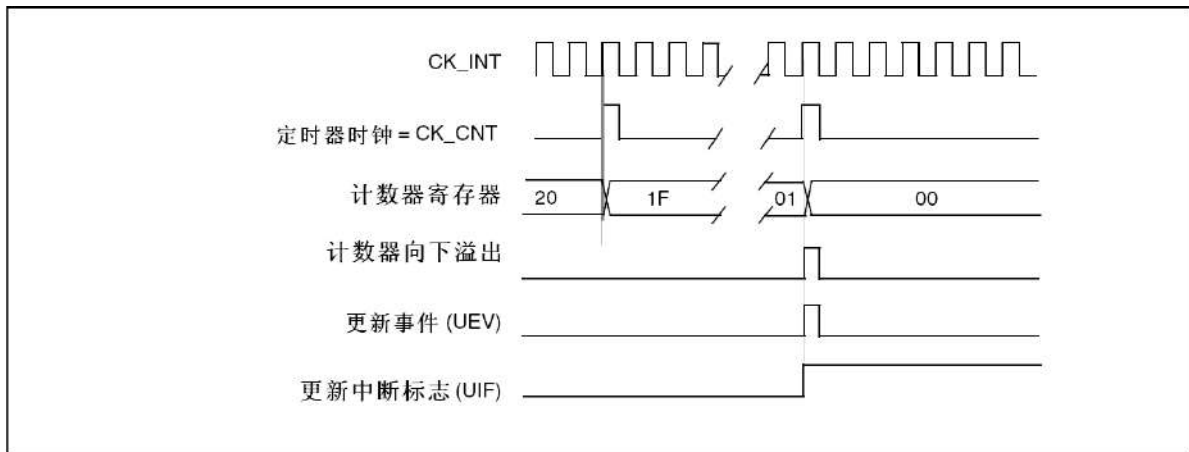 CK_INT
定时器时钟 = CK_CNT
计数器寄存器 20 1F 01 00
计数器向下溢出
更新事件 (UEV)
更新中断标志 (UIF)